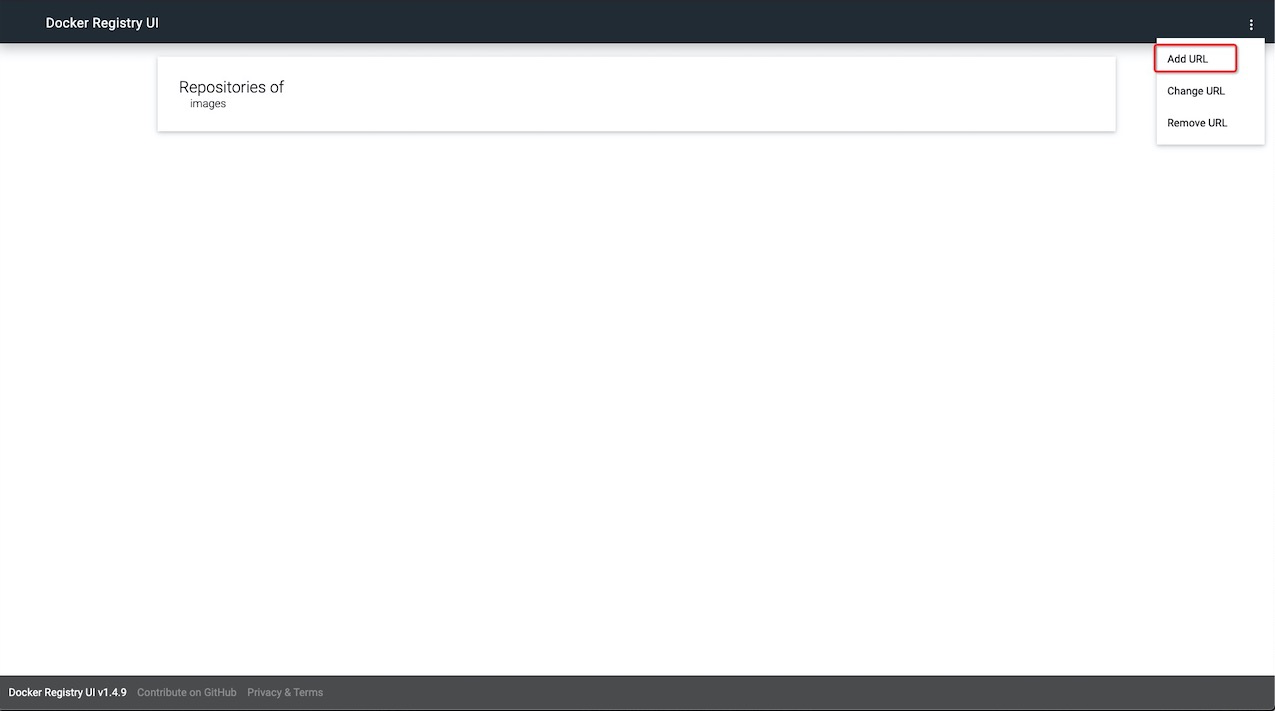 Docker Registry UI
Add URL
Change URL
Remove URL
Repositories of
images
Docker Registry UI v1.4.9 Contribute on GitHub Privacy & Terms